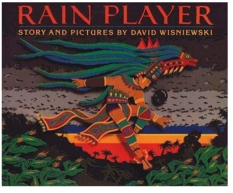 RAIN PLAYER
STORY AND PICTURES BY DAVID WISNIEWSKI